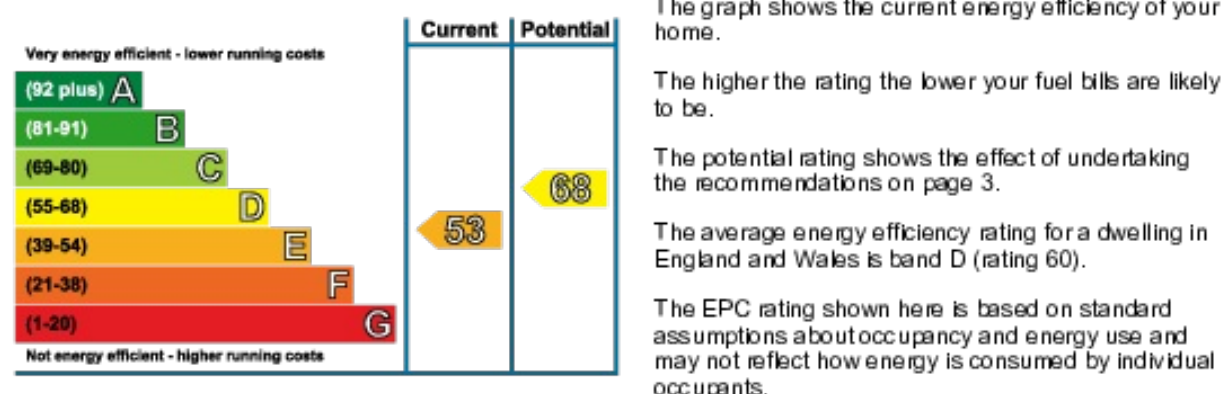 Current Potential
Very energy efficient - lower running costs
(92 plus) A
(81-91) B
(69-80) C
(55-68) D
(39-54) E
(21-38) F
(1-20) G
Not energy efficient - higher running costs
68
53
The graph shows the current energy efficiency of your
home.
The higher the rating the lower your fuel bills are likely
to be.
The potential rating shows the effect of undertaking
the recommendations on page 3.
The average energy efficiency rating for a dwelling in
England and Wales is band D (rating 60).
The EPC rating shown here is based on standard
assumptions about occupancy and energy use and
may not reflect how energy is consumed by individual
occupants.